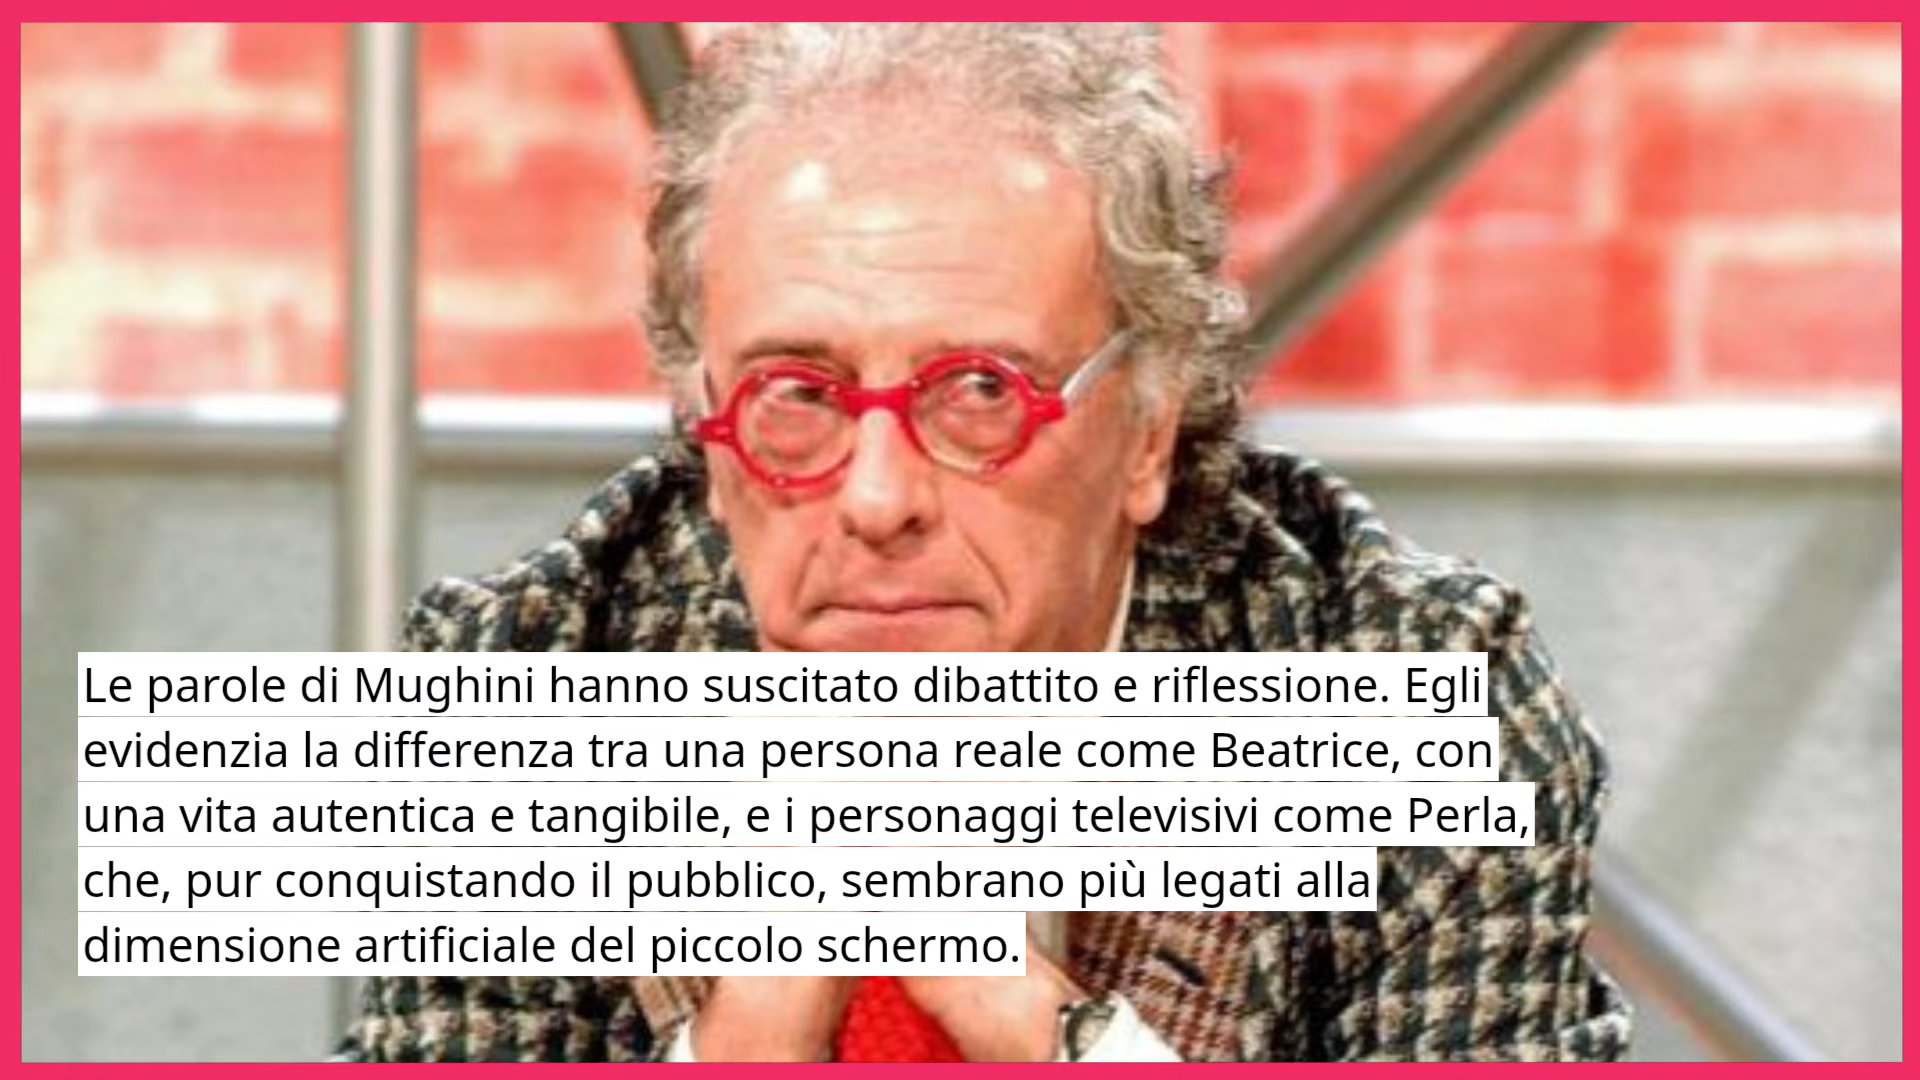 Le parole di Mughini hanno suscitato dibattito e riflessione. Egli
evidenzia la differenza tra una persona reale come Beatrice, con
una vita autentica e tangibile, e i personaggi televisivi come Perla,
che, pur conquistando il pubblico, sembrano più legati alla
dimensione artificiale del piccolo schermo.